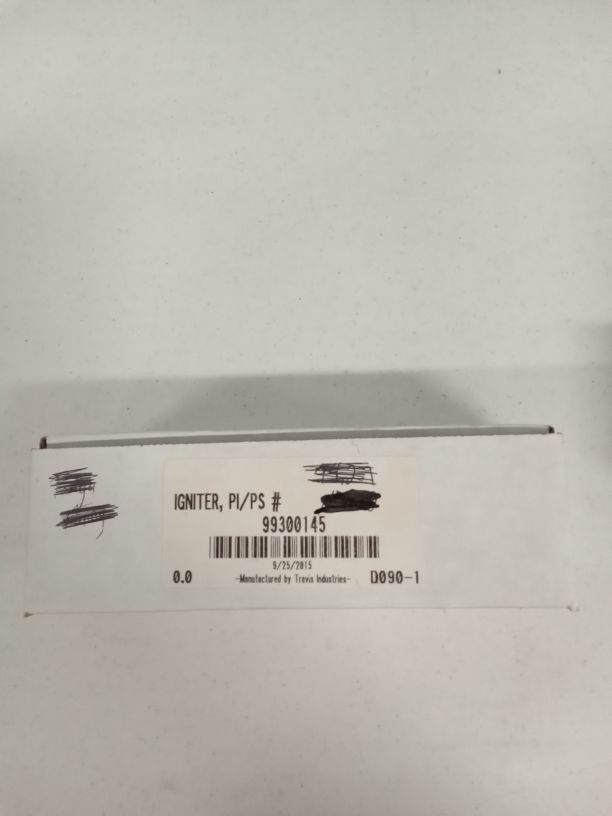 IGNITER, PI/PS #
99300145
9/25/2015
0.0 -Manufactured by Travis Industries- D090-1